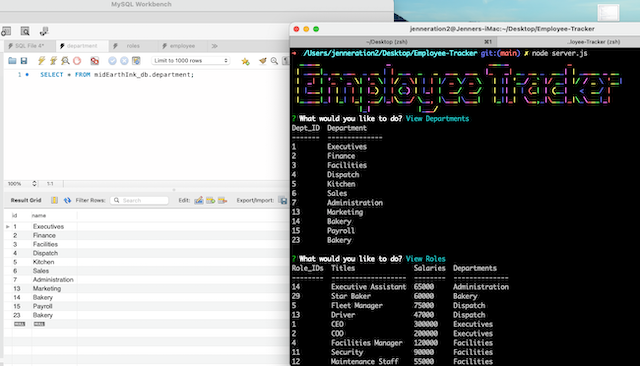 MySQL Workbench
SQL File 4*
department
roles
employee
Limit to 1000 rows
1
SELECT * FROM midEarthInk_db.department;
100%
1:1
Result Grid
Filter Rows:
Search
Edit:
Export/Import:
id name
1 Executives
2 Finance
3 Facilities
4 Dispatch
5 Kitchen
6 Sales
7 Administration
13 Marketing
14 Bakery
15 Payroll
23 Bakery
NULL NULL
jenneration2@Jenners-iMac:~/Desktop/Employee-Tracker
~/Desktop (zsh)
⌘1
.loyee-Tracker (zsh)
➜ /Users/jenneration2/Desktop/Employee-Tracker git:(main) ✗ node server.js
Employee Tracker
? What would you like to do? View Departments
Dept_ID Department
------- --------------
1 Executives
2 Finance
3 Facilities
4 Dispatch
5 Kitchen
6 Sales
7 Administration
13 Marketing
14 Bakery
15 Payroll
23 Bakery
? What would you like to do? View Roles
Role_IDs Titles Salaries Departments
-------- ------------------- -------- --------------
14 Executive Assistant 65000 Administration
29 Star Baker 60000 Bakery
5 Fleet Manager 75000 Dispatch
13 Driver 47000 Dispatch
1 CEO 300000 Executives
2 COO 200000 Executives
4 Facilities Manager 120000 Facilities
11 Security 90000 Facilities
12 Maintenance Staff 55000 Facilities